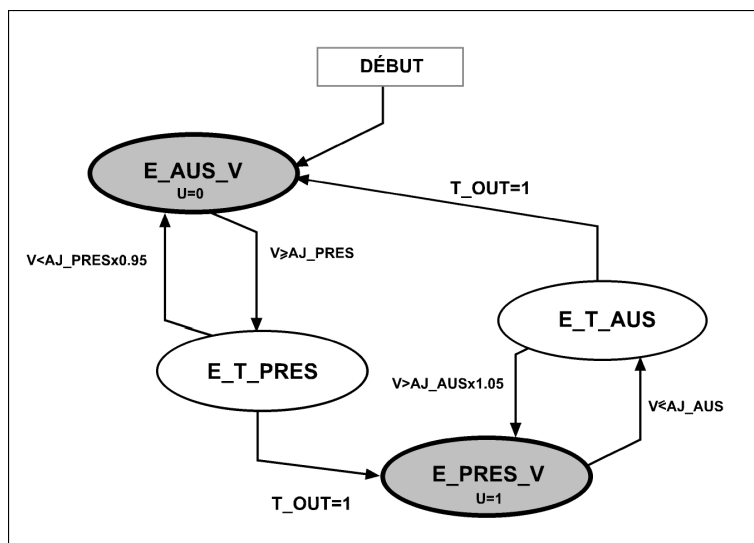 DÉBUT
E_AUS_V
U=0
T_OUT=1
V<AJ_PRESx0.95
V⩾AJ_PRES
E_T_AUS
E_T_PRES
V>AJ_AUSx1.05
V⩽AJ_AUS
E_PRES_V
U=1
T_OUT=1